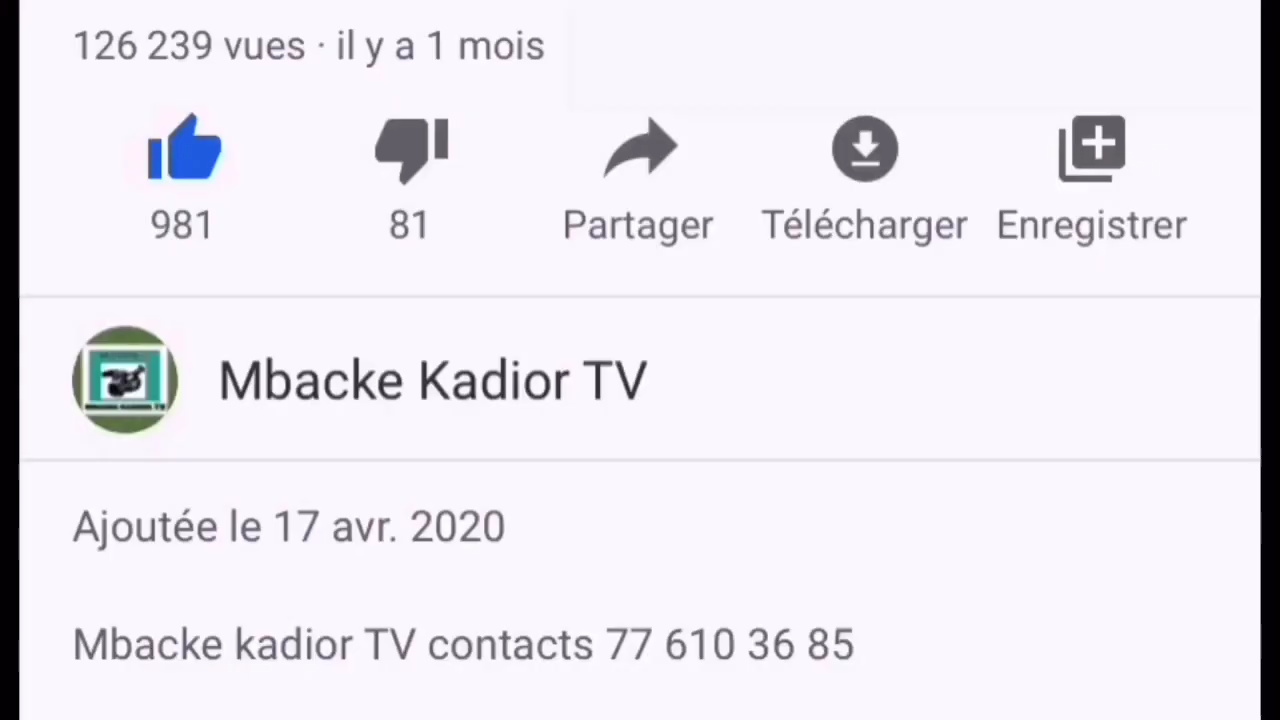 126 239 vues · il y a 1 mois
981
81
Partager
Télécharger
Enregistrer
Mbacke Kadior TV
Ajoutée le 17 avr. 2020
Mbacke kadior TV contacts 77 610 36 85